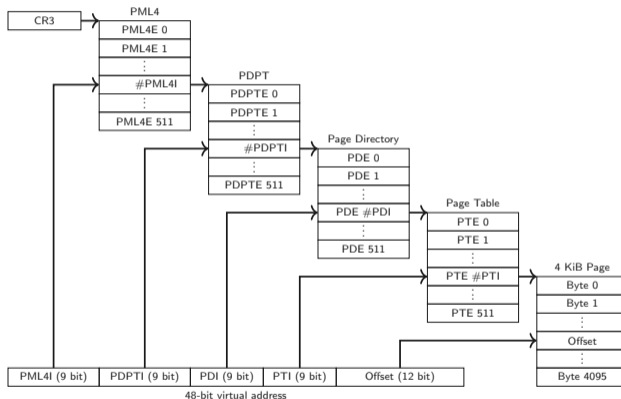 PML4
CR3
PML4E 0
PML4E 1
⋮
#PML4I
⋮
PML4E 511
PDPT
PDPTE 0
PDPTE 1
⋮
#PDPTI
⋮
PDPTE 511
Page Directory
PDE 0
PDE 1
⋮
PDE #PDI
⋮
PDE 511
Page Table
PTE 0
PTE 1
⋮
PTE #PTI
⋮
PTE 511
4 KiB Page
Byte 0
Byte 1
⋮
Offset
⋮
Byte 4095
PML4I (9 bit) PDPTI (9 bit) PDI (9 bit) PTI (9 bit) Offset (12 bit)
48-bit virtual address